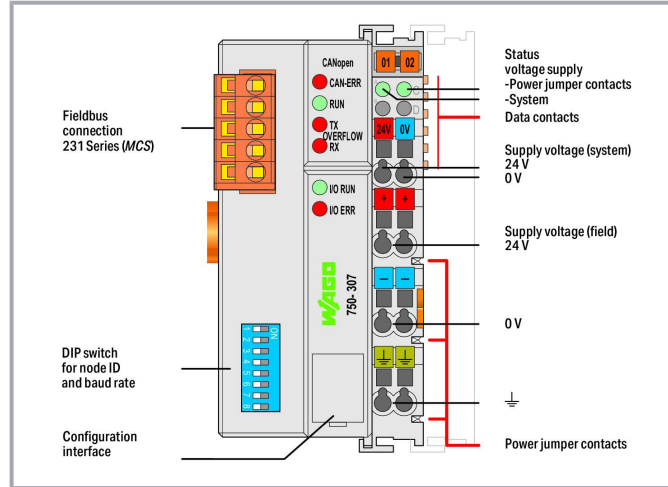 Fieldbus
connection
231 Series (MCS)
DIP switch
for node ID
and baud rate
Configuration
interface
CANopen
CAN-ERR
RUN
TX
OVERFLOW
RX
I/O RUN
I/O ERR
WAGO
750- 307
ON
1
2
3
4
5
6
7
8
01 02
C
D
24V 0V
+ +
— —
Status
voltage supply
-Power jumper contacts
-System
Data contacts
Supply voltage (system)
24 V
0 V
Supply voltage (field)
24 V
0 V
Power jumper contacts